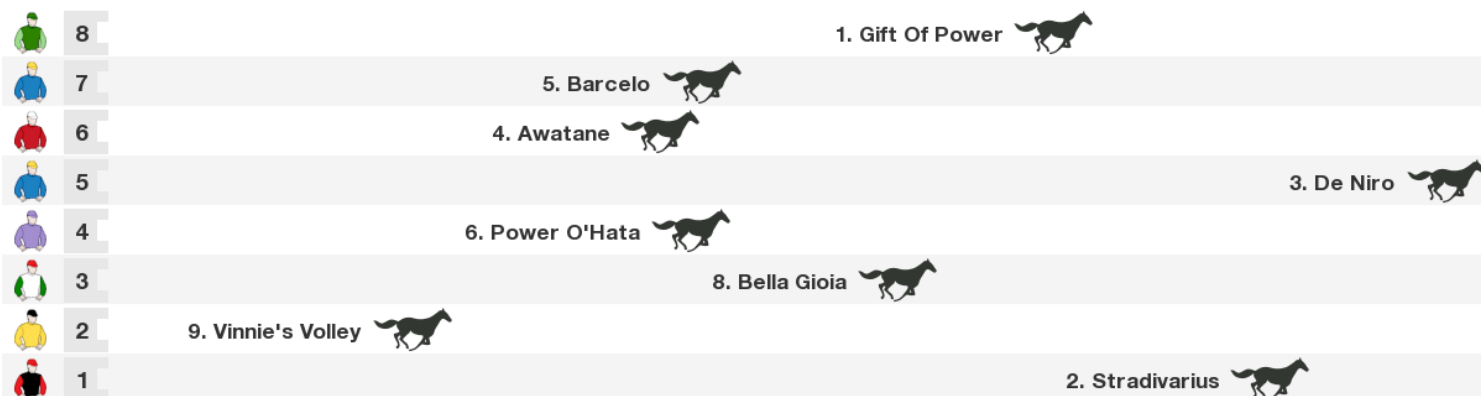 8 1. Gift Of Power
7 5. Barcelo
6 4. Awatane
5 3. De Niro
4 6. Power O'Hata
3 8. Bella Gioia
2 9. Vinnie's Volley
1 2. Stradivarius